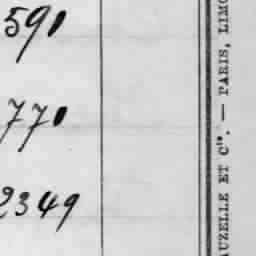 591
770
2349
AUZELLE ET Cie. — PARIS, LIMO